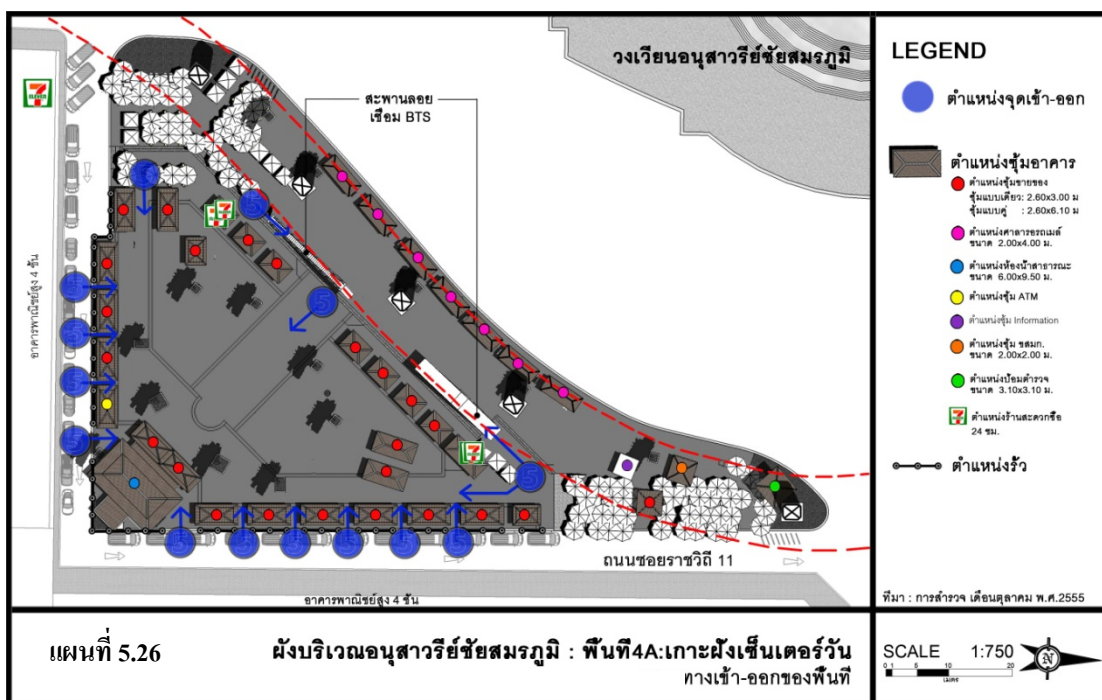 วงเวียนอนุสาวรีย์ชัยสมรภูมิ
สะพานลอย
เชื่อม BTS
อาคารพาณิชย์สูง 4 ชั้น
ถนนซอยราชวิถี 11
อาคารพาณิชย์สูง 4 ชั้น
LEGEND
ตำแหน่งจุดเข้า-ออก
ตำแหน่งซุ้มอาคาร
ตำแหน่งซุ้มขายของ
ซุ้มแบบเดี่ยว: 2.60x3.00 ม
ซุ้มแบบคู่ : 2.60x6.10 ม
ตำแหน่งศาลารอรถเมล์
ขนาด 2.00x4.00 ม.
ตำแหน่งห้องน้ำสาธารณะ
ขนาด 6.00x9.50 ม.
ตำแหน่งซุ้ม ATM
ตำแหน่งซุ้ม Information
ตำแหน่งซุ้ม ขสมก.
ขนาด 2.00x2.00 ม.
ตำแหน่งป้อมตำรวจ
ขนาด 3.10x3.10 ม.
ตำแหน่งร้านสะดวกซื้อ
24 ชม.
ตำแหน่งรั้ว
ที่มา : การสำรวจ เดือนตุลาคม พ.ศ.2555
แผนที่ 5.26
ผังบริเวณอนุสาวรีย์ชัยสมรภูมิ : พื้นที่4A:เกาะฝั่งเซ็นเตอร์วัน
ทางเข้า-ออกของพื้นที่
SCALE 1:750
0 1 5 10 20
เมตร
N